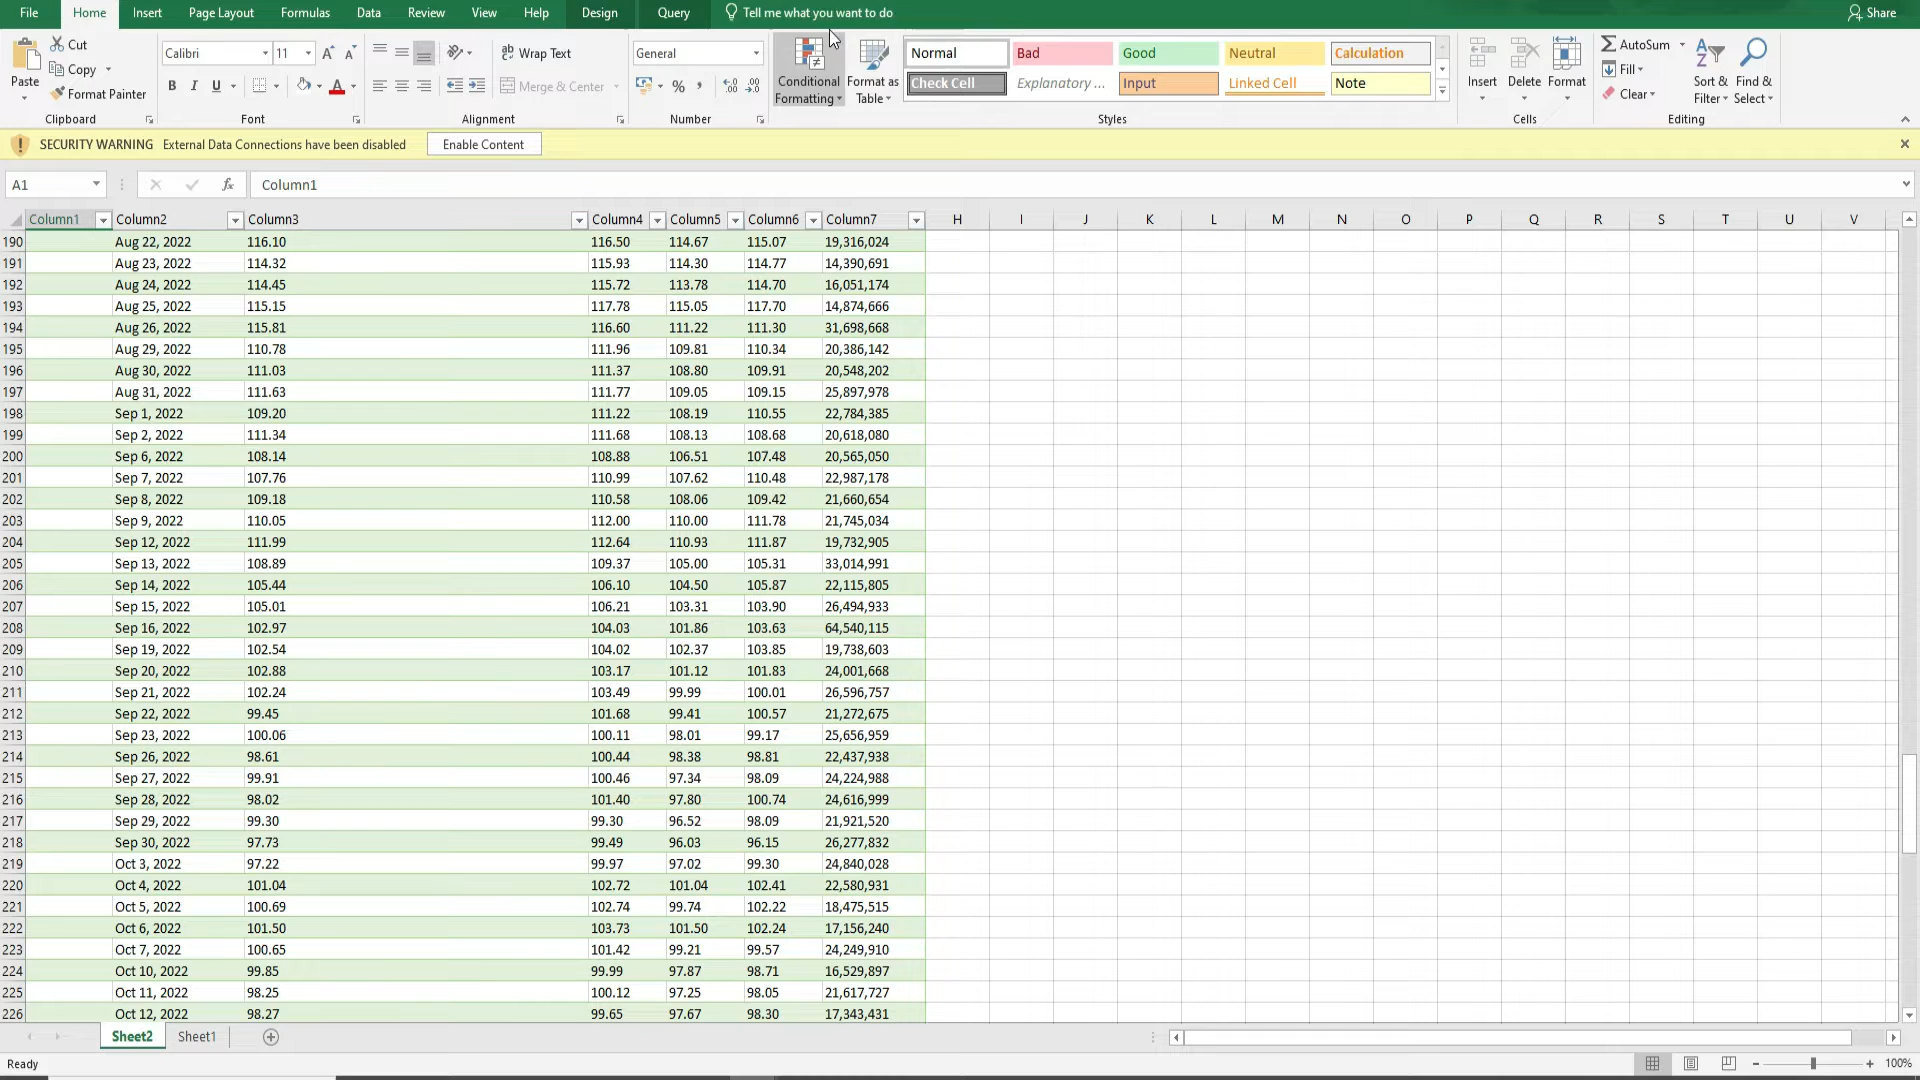 File Home Insert Page Layout Formulas Data Review View Help Design Query Tell me what you want to do Share
Paste Cut Copy Format Painter Clipboard
Calibri 11 B I U Font
Wrap Text Merge & Center Alignment
General % , Number
Conditional Formatting Format as Table
Normal Bad Good Neutral Calculation
Check Cell Explanatory ... Input Linked Cell Note
Styles
Insert Delete Format Cells
AutoSum Fill Clear Sort & Filter Find & Select Editing
SECURITY WARNING External Data Connections have been disabled Enable Content
A1 fx Column1
Column1 Column2 Column3 Column4 Column5 Column6 Column7 H I J K L M N O P Q R S T U V
190 Aug 22, 2022 116.10 116.50 114.67 115.07 19,316,024
191 Aug 23, 2022 114.32 115.93 114.30 114.77 14,390,691
192 Aug 24, 2022 114.45 115.72 113.78 114.70 16,051,174
193 Aug 25, 2022 115.15 117.78 115.05 117.70 14,874,666
194 Aug 26, 2022 115.81 116.60 111.22 111.30 31,698,668
195 Aug 29, 2022 110.78 111.96 109.81 110.34 20,386,142
196 Aug 30, 2022 111.03 111.37 108.80 109.91 20,548,202
197 Aug 31, 2022 111.63 111.77 109.05 109.15 25,897,978
198 Sep 1, 2022 109.20 111.22 108.19 110.55 22,784,385
199 Sep 2, 2022 111.34 111.68 108.13 108.68 20,618,080
200 Sep 6, 2022 108.14 108.88 106.51 107.48 20,565,050
201 Sep 7, 2022 107.76 110.99 107.62 110.48 22,987,178
202 Sep 8, 2022 109.18 110.58 108.06 109.42 21,660,654
203 Sep 9, 2022 110.05 112.00 110.00 111.78 21,745,034
204 Sep 12, 2022 111.99 112.64 110.93 111.87 19,732,905
205 Sep 13, 2022 108.89 109.37 105.00 105.31 33,014,991
206 Sep 14, 2022 105.44 106.10 104.50 105.87 22,115,805
207 Sep 15, 2022 105.01 106.21 103.31 103.90 26,494,933
208 Sep 16, 2022 102.97 104.03 101.86 103.63 64,540,115
209 Sep 19, 2022 102.54 104.02 102.37 103.85 19,738,603
210 Sep 20, 2022 102.88 103.17 101.12 101.83 24,001,668
211 Sep 21, 2022 102.24 103.49 99.99 100.01 26,596,757
212 Sep 22, 2022 99.45 101.68 99.41 100.57 21,272,675
213 Sep 23, 2022 100.06 100.11 98.01 99.17 25,656,959
214 Sep 26, 2022 98.61 100.44 98.38 98.81 22,437,938
215 Sep 27, 2022 99.91 100.46 97.34 98.09 24,224,988
216 Sep 28, 2022 98.02 101.40 97.80 100.74 24,616,999
217 Sep 29, 2022 99.30 99.30 96.52 98.09 21,921,520
218 Sep 30, 2022 97.73 99.49 96.03 96.15 26,277,832
219 Oct 3, 2022 97.22 99.97 97.02 99.30 24,840,028
220 Oct 4, 2022 101.04 102.72 101.04 102.41 22,580,931
221 Oct 5, 2022 100.69 102.74 99.74 102.22 18,475,515
222 Oct 6, 2022 101.50 103.73 101.50 102.24 17,156,240
223 Oct 7, 2022 100.65 101.42 99.21 99.57 24,249,910
224 Oct 10, 2022 99.85 99.99 97.87 98.71 16,529,897
225 Oct 11, 2022 98.25 100.12 97.25 98.05 21,617,727
226 Oct 12, 2022 98.27 99.65 97.67 98.30 17,343,431
Sheet2 Sheet1
Ready 100%